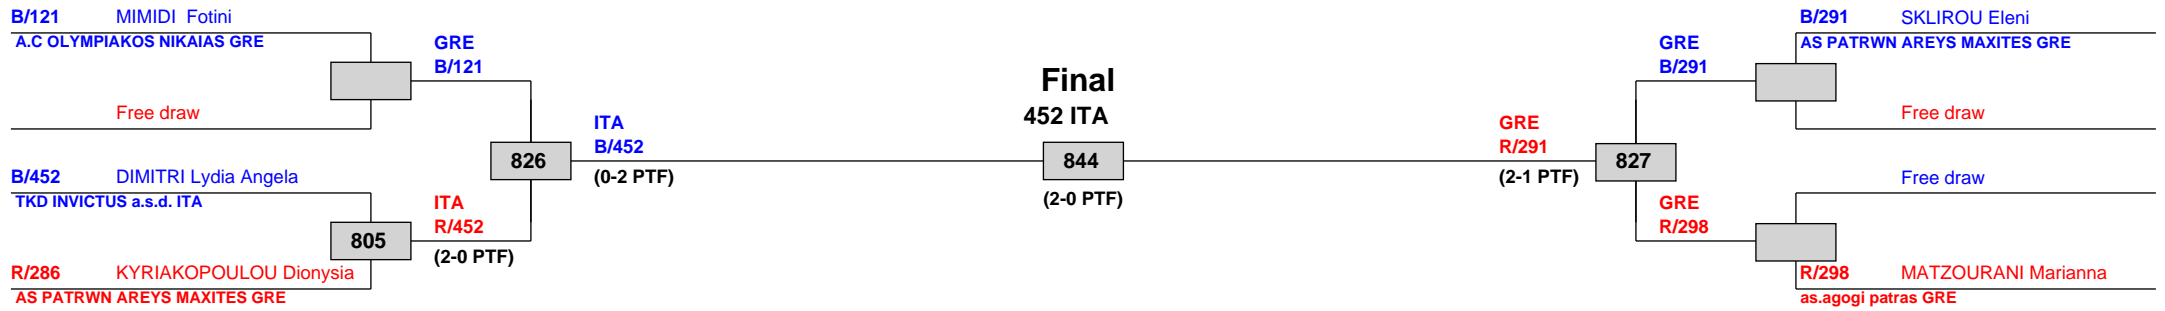 B/121 MIMIDI  Fotini
A.C OLYMPIAKOS NIKAIAS GRE
Free draw
GRE
B/121
B/452 DIMITRI Lydia Angela
TKD INVICTUS a.s.d. ITA
805
R/286 KYRIAKOPOULOU Dionysia
AS PATRWN AREYS MAXITES GRE
ITA
R/452
(2-0 PTF)
826
ITA
B/452
(0-2 PTF)
Final
452 ITA
844
(2-0 PTF)
GRE
R/291
(2-1 PTF)
827
GRE
B/291
GRE
R/298
B/291 SKLIROU Eleni
AS PATRWN AREYS MAXITES GRE
Free draw
Free draw
R/298 MATZOURANI Marianna
as.agogi patras GRE